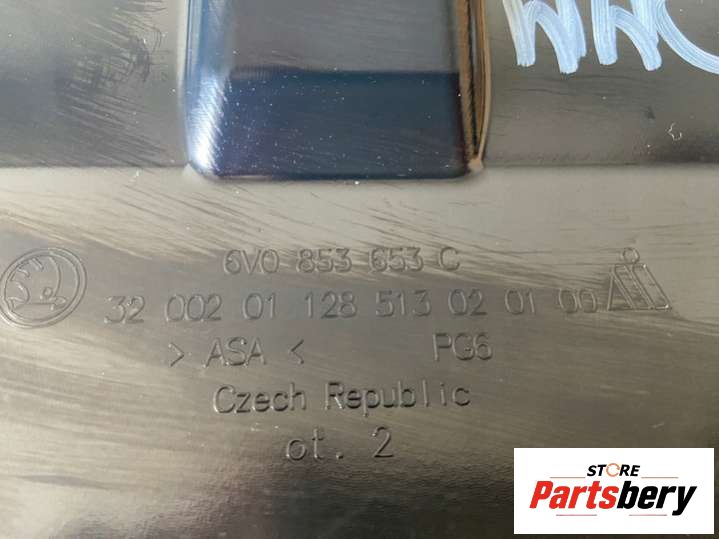 6V0 853 653 C
32 002 01 128 513 02 01 00
> ASA < PG6
Czech Republic
ot. 2
STORE
Partsbery